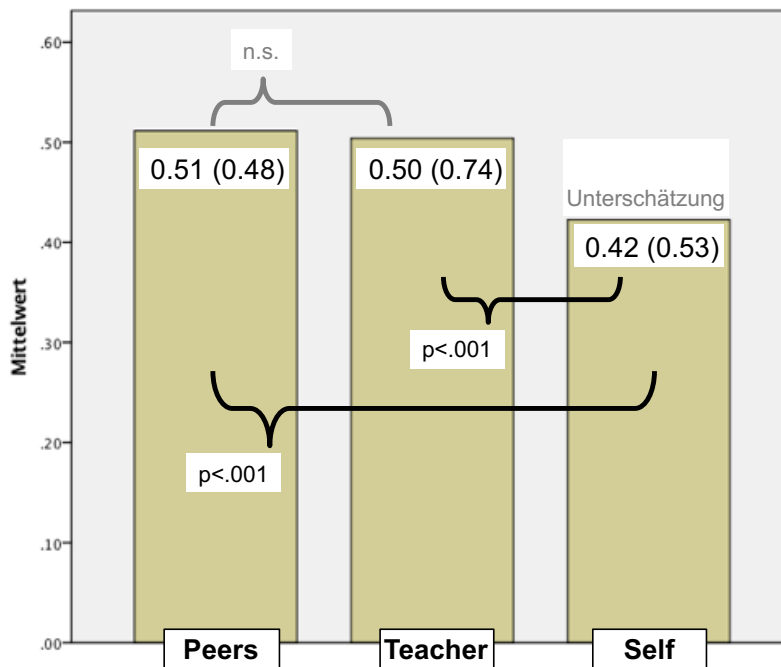 .60
n.s.
.50
0.51 (0.48)
0.50 (0.74)
Unterschätzung
.40
0.42 (0.53)
Mittelwert
.30
p<.001
.20
p<.001
.10
.00
Peers
Teacher
Self